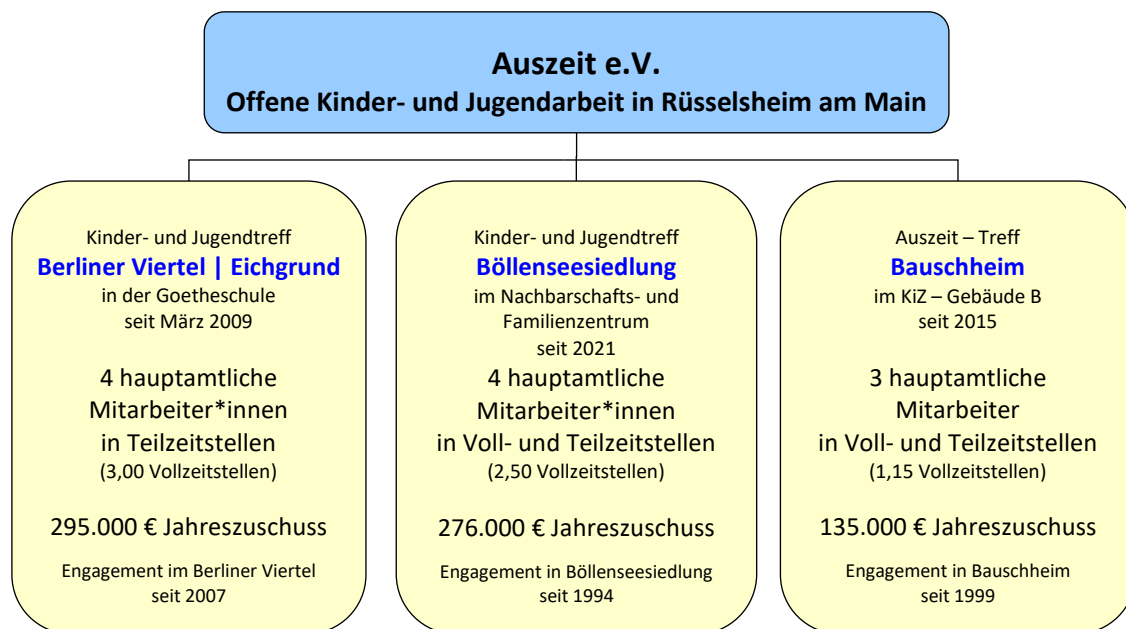 Auszeit e.V.
Offene Kinder- und Jugendarbeit in Rüsselsheim am Main
Kinder- und Jugendtreff
Berliner Viertel | Eichgrund
in der Goetheschule
seit März 2009
4 hauptamtliche
Mitarbeiter*innen
in Teilzeitstellen
(3,00 Vollzeitstellen)
295.000 € Jahreszuschuss
Engagement im Berliner Viertel
seit 2007
Kinder- und Jugendtreff
Böllenseesiedlung
im Nachbarschafts- und
Familienzentrum
seit 2021
4 hauptamtliche
Mitarbeiter*innen
in Voll- und Teilzeitstellen
(2,50 Vollzeitstellen)
276.000 € Jahreszuschuss
Engagement in Böllenseesiedlung
seit 1994
Auszeit – Treff
Bauschheim
im KiZ – Gebäude B
seit 2015
3 hauptamtliche
Mitarbeiter
in Voll- und Teilzeitstellen
(1,15 Vollzeitstellen)
135.000 € Jahreszuschuss
Engagement in Bauschheim
seit 1999